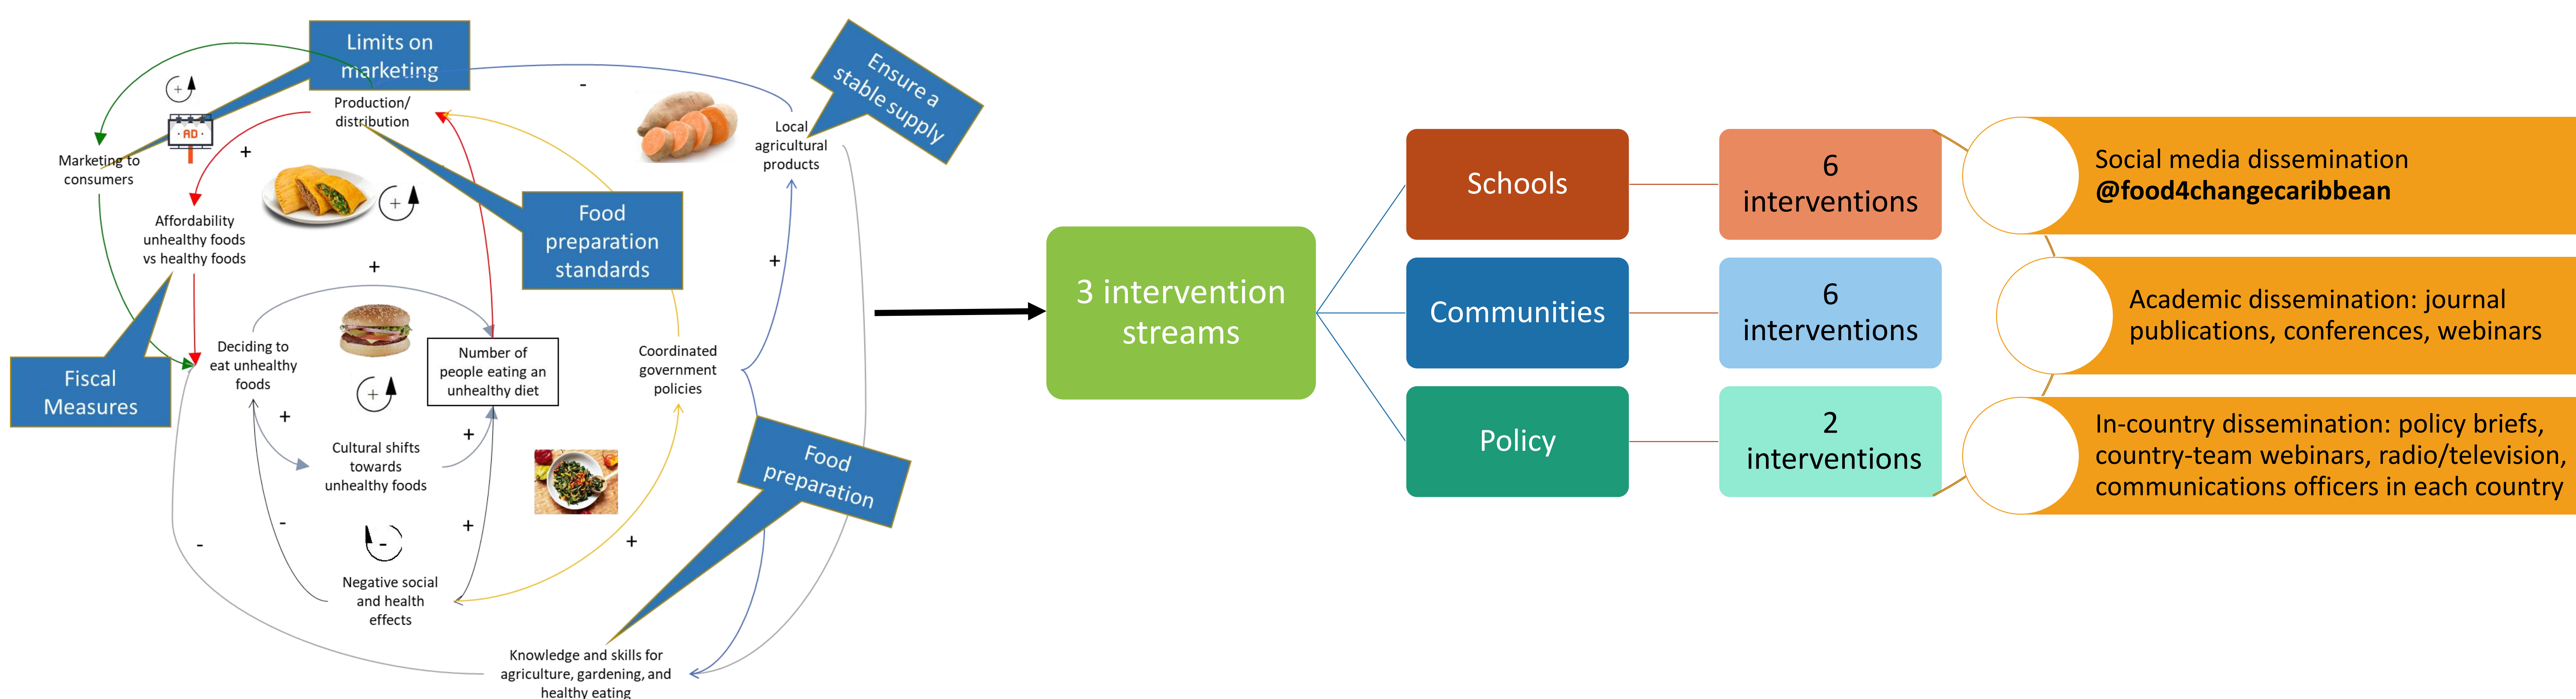 Limits on
marketing
Production/
distribution
+
AD
Marketing to
consumers
+
-
Ensure a
stable supply
Local
agricultural
products
+
Affordability
unhealthy foods
vs healthy foods
Food
preparation
standards
+
+
Fiscal
Measures
Deciding to
eat unhealthy
foods
+
Number of
people eating an
unhealthy diet
Coordinated
government
policies
+
+
Cultural shifts
towards
unhealthy foods
Food
preparation
-
-
+
-
+
Negative social
and health
effects
Knowledge and skills for
agriculture, gardening, and
healthy eating
3 intervention
streams
Schools
6
interventions
Communities
6
interventions
Policy
2
interventions
Social media dissemination
@food4changecaribbean
Academic dissemination: journal
publications, conferences, webinars
In-country dissemination: policy briefs,
country-team webinars, radio/television,
communications officers in each country